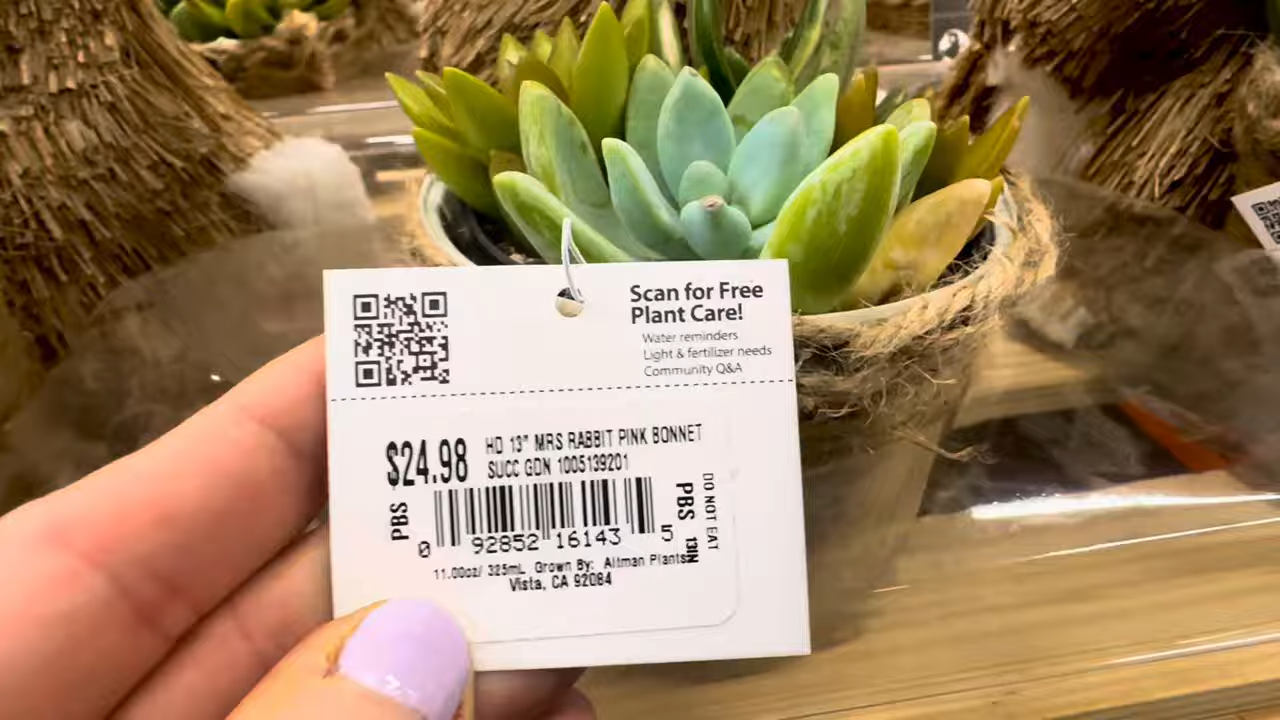 Scan for Free
Plant Care!
Water reminders
Light & fertilizer needs
Community Q&A
$24.98
HD 13" MRS RABBIT PINK BONNET
SUCC GDN 1005139201
PBS
0 92852 16143 5
PBS 13IN
DO NOT EAT
11.00oz/ 325mL Grown By: Altman Plants
Vista, CA 92084